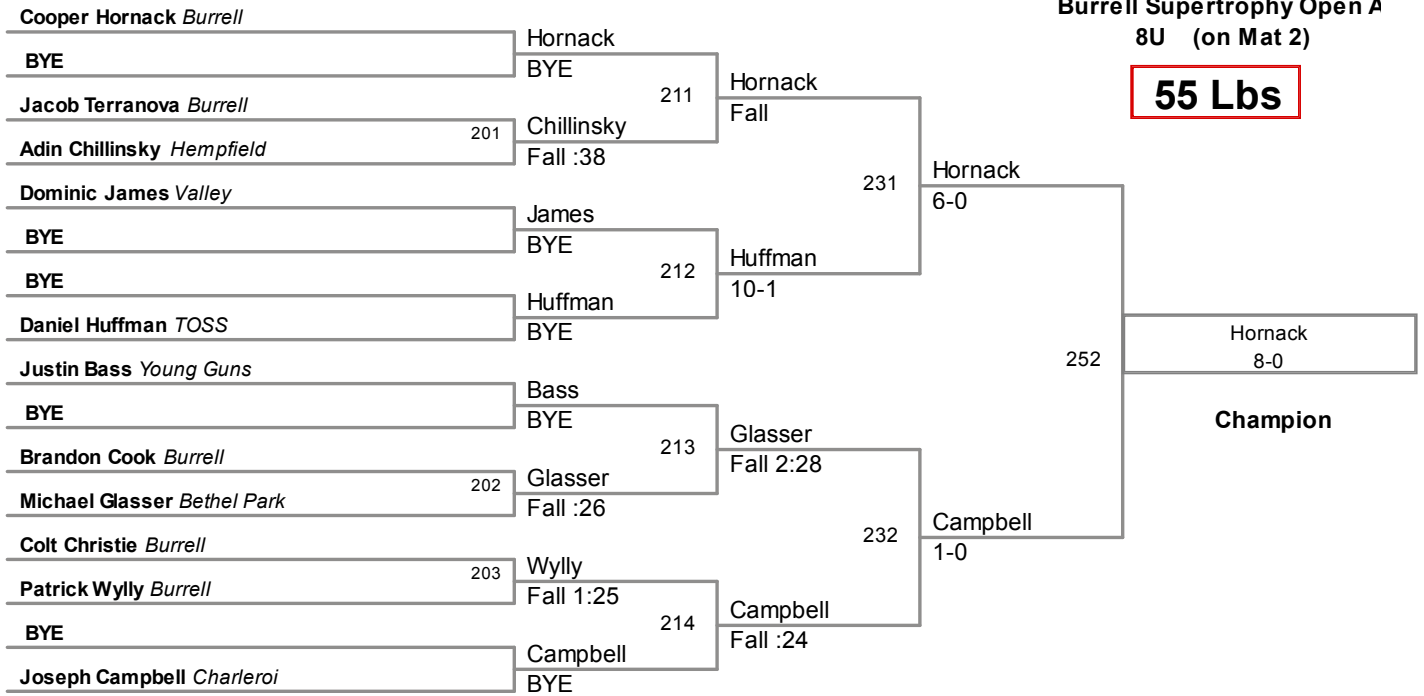 Burrell Supertrophy Open A
8U (on Mat 2)
55 Lbs
Cooper Hornack Burrell
BYE
Jacob Terranova Burrell
Adin Chillinsky Hempfield
Dominic James Valley
BYE
BYE
Daniel Huffman TOSS
Justin Bass Young Guns
BYE
Brandon Cook Burrell
Michael Glasser Bethel Park
Colt Christie Burrell
Patrick Wylly Burrell
BYE
Joseph Campbell Charleroi
201
202
203
Hornack
BYE
Chillinsky
Fall :38
James
BYE
Huffman
BYE
Bass
BYE
Glasser
Fall :26
Wylly
Fall 1:25
Campbell
BYE
211
212
213
214
Hornack
Fall
Huffman
10-1
Glasser
Fall 2:28
Campbell
Fall :24
231
232
Hornack
6-0
Campbell
1-0
252
Hornack
8-0
Champion